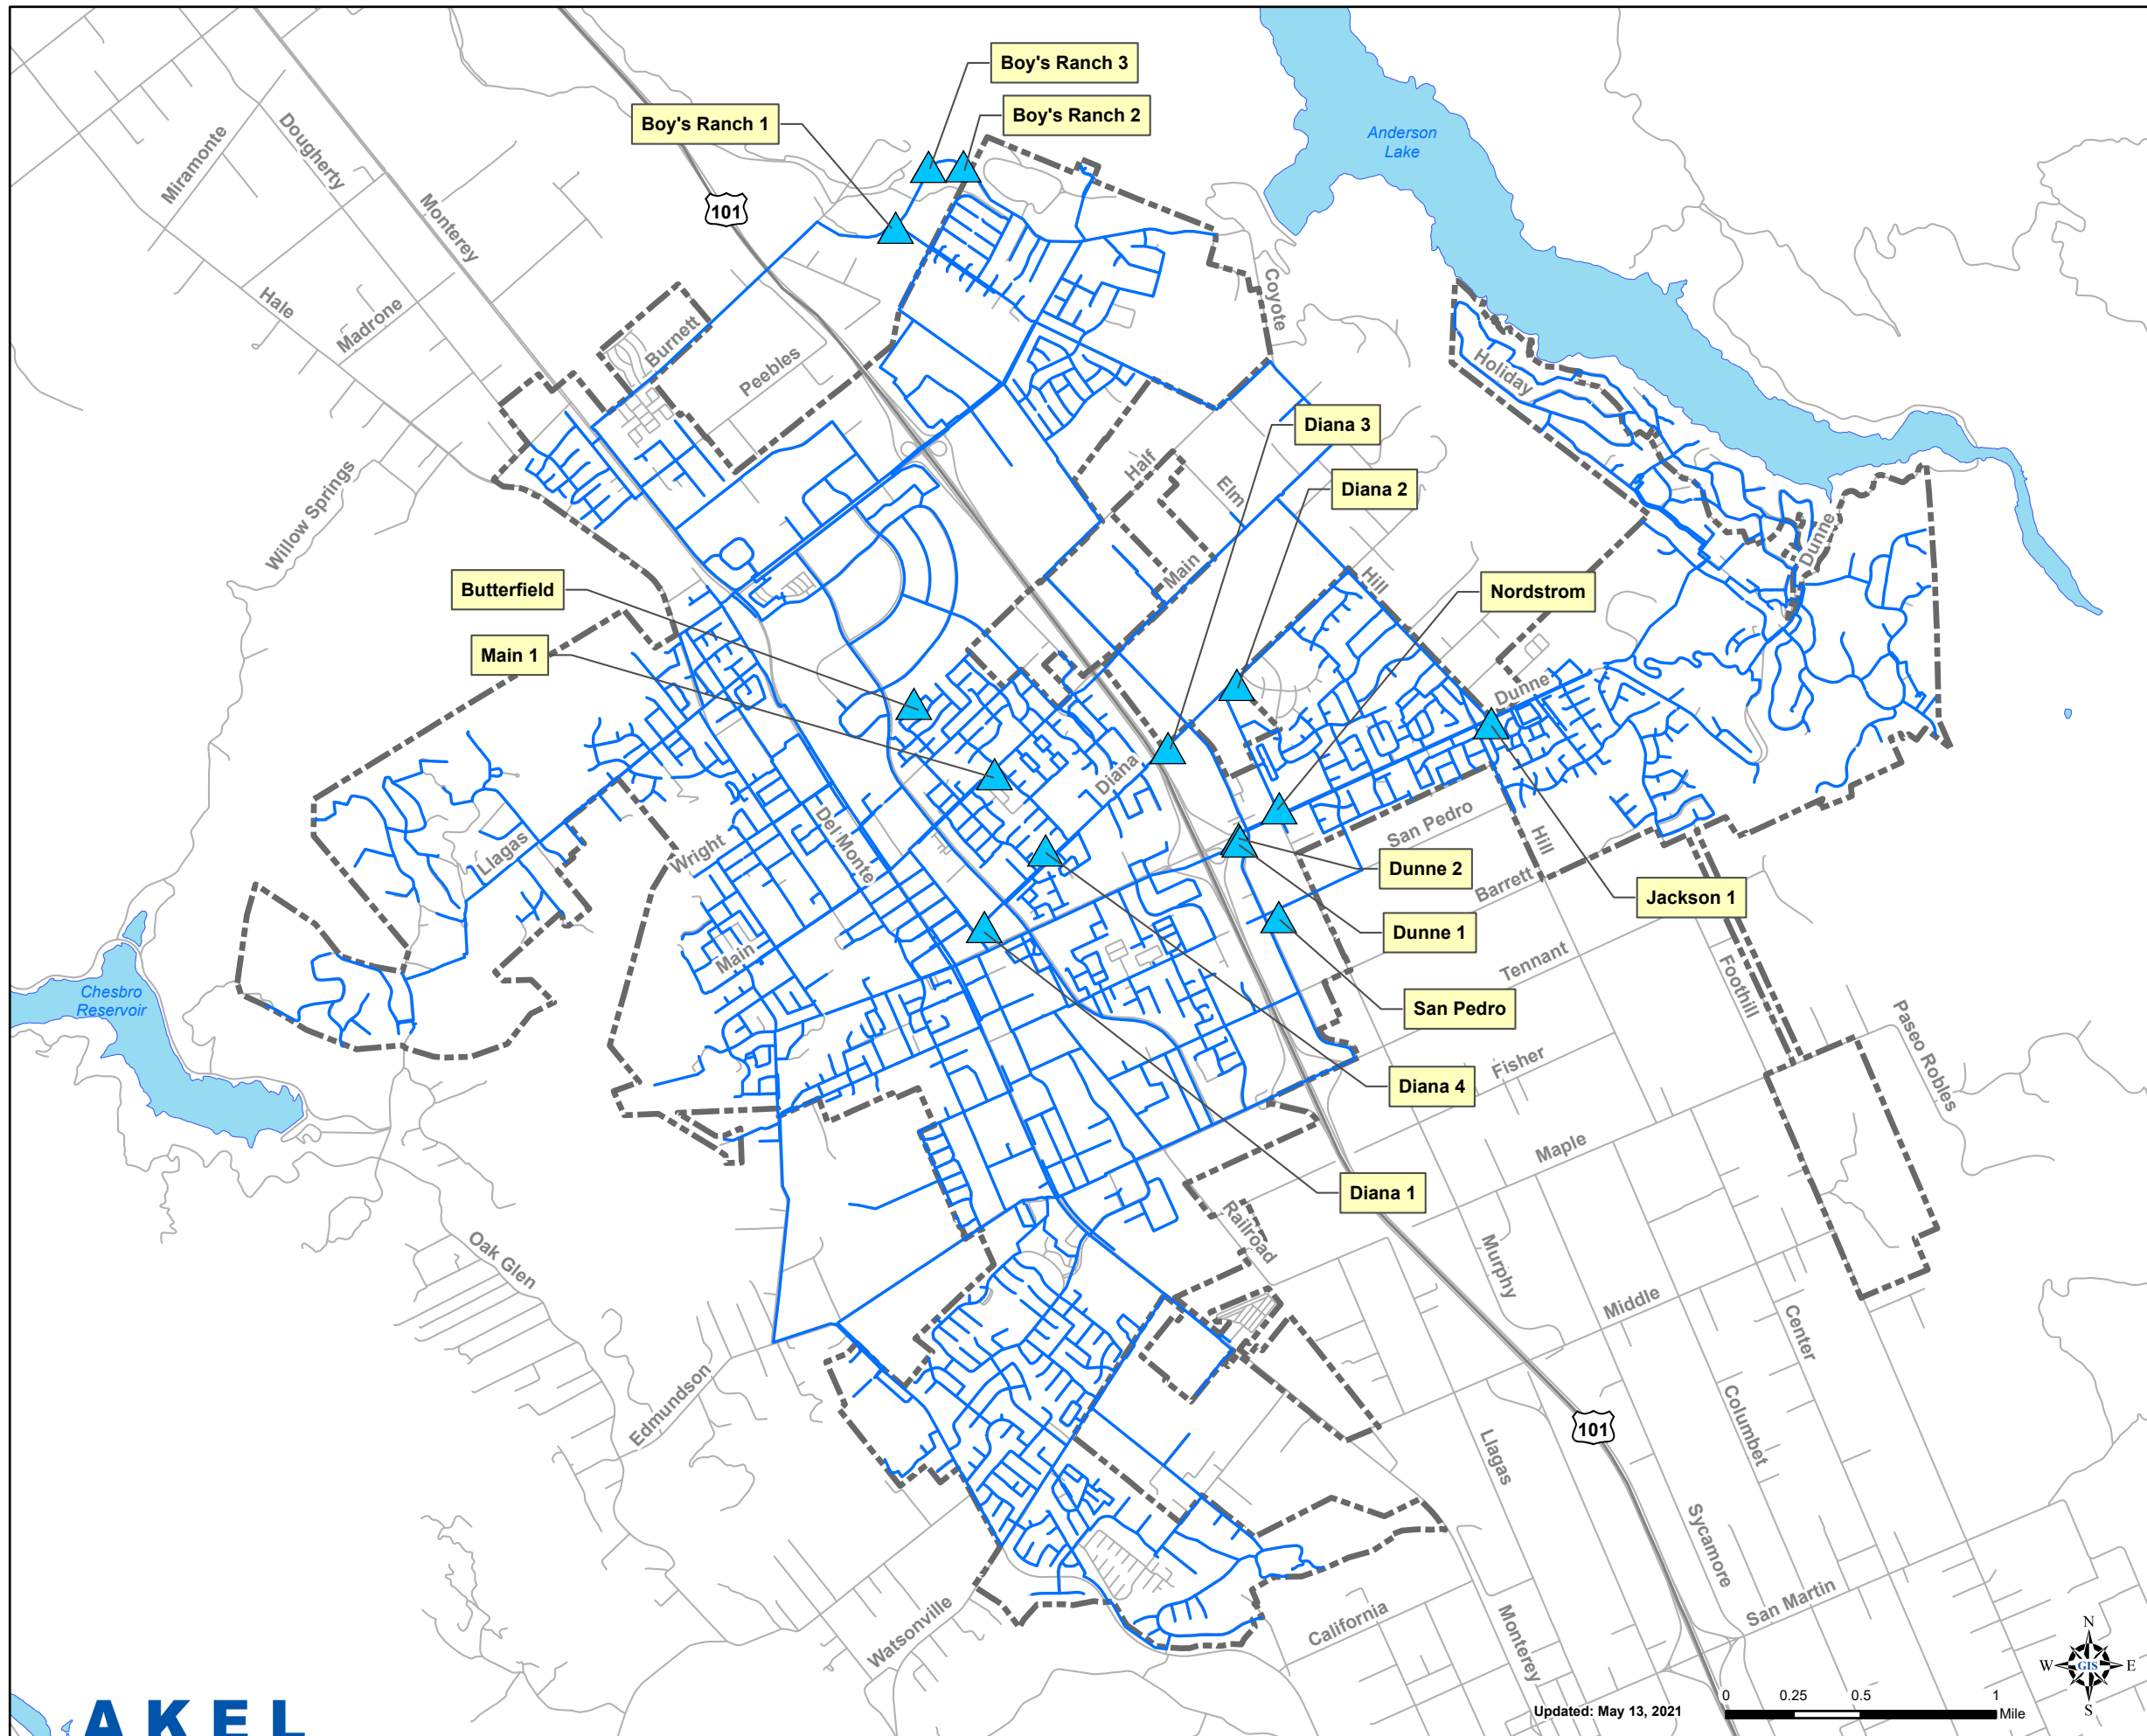 Boy's Ranch 3
Boy's Ranch 2
Boy's Ranch 1
Anderson
Lake
Miramonte
Dougherty
Monterey
101
Hale
Madrone
Burnett
Peebles
Coyote
Holiday
Willow Springs
Diana 3
Half
Elm
Diana 2
Dunne
Main
Hill
Butterfield
Nordstrom
Main 1
Dunne
Diana
Del Monte
Wright
Llagas
San Pedro
Hill
Dunne 2
Barrett
Jackson 1
Dunne 1
Main
Tennant
Foothill
Chesbro
Reservoir
San Pedro
Paseo Robles
Fisher
Diana 4
Maple
Diana 1
Railroad
Oak Glen
Murphy
Middle
Center
Edmundson
Columbet
101
Llagas
Sycamore
San Martin
California
Watsonville
Monterey
N
W
GIS
E
S
0
0.25
0.5
1
Mile
Updated: May 13, 2021
AKEL